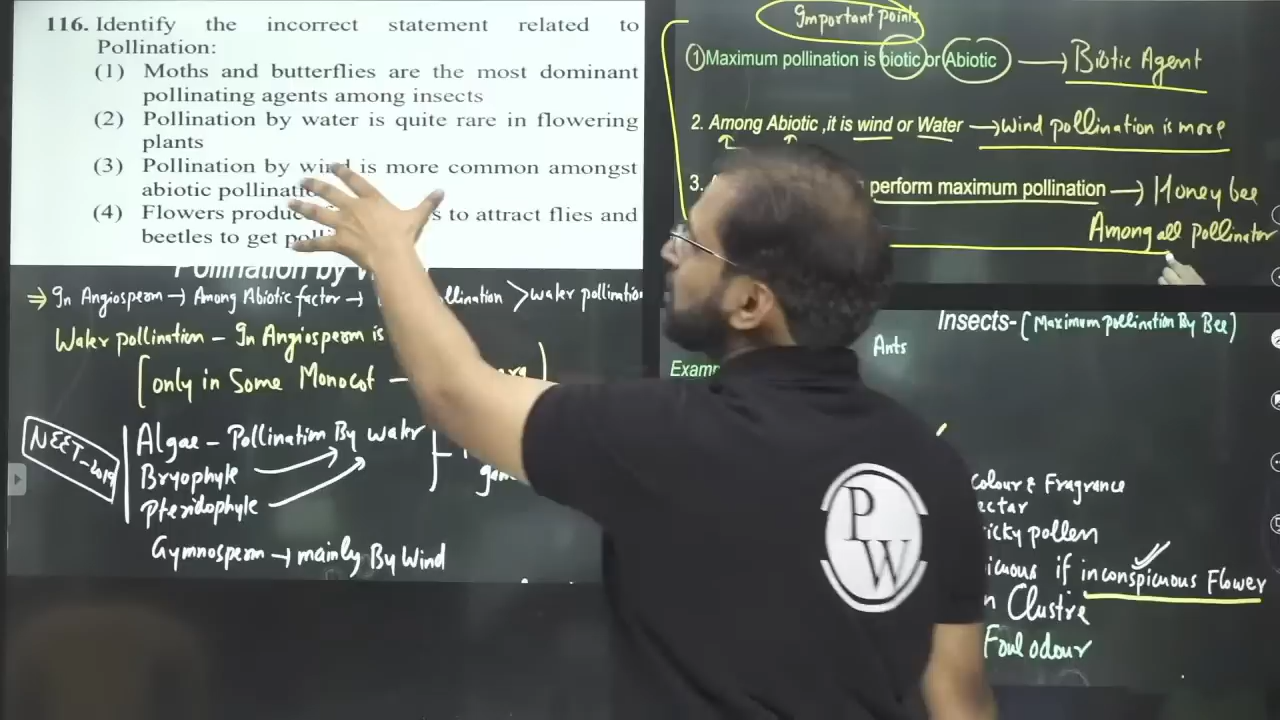 116. Identify the incorrect statement related to
Pollination:
(1) Moths and butterflies are the most dominant
pollinating agents among insects
(2) Pollination by water is quite rare in flowering
plants
(3) Pollination by wind is more common amongst
abiotic
(4) Flowers to attract flies and
beetles to get
Pollination by
⇒ In Angiosperm → Among Abiotic factor → > water pollination
Water pollination - In Angiosperm is
[only in Some Monocot -
NEET-2019
Algae - Pollination By water
Bryophyte
Pteridophyte
Gymnosperm → mainly By Wind
Important points
①Maximum pollination is biotic or Abiotic → Biotic Agent
2. Among Abiotic ,it is wind or Water → Wind pollination is more
3. perform maximum pollination → Honey bee
Among all pollinator
Insects- (Maximum pollination By Bee)
Ants
colour & Fragrance
pollen
if inconspicuous Flower
Clustre
Foul odour
P
W